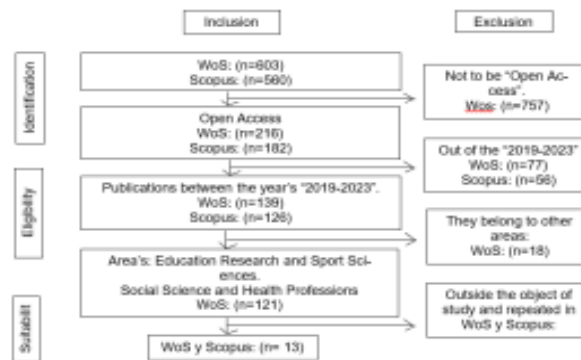 Inclusion
Exclusion
Identification
WoS: (n=603)
Scopus: (n=560)
Not to be "Open Ac-
cess".
Wos: (n=757)
Open Access
WoS: (n=216)
Scopus: (n=182)
Out of the "2019-2023"
WoS: (n=77)
Scopus: (n=56)
Eligibility
Publications between the year's "2019-2023".
WoS: (n=139)
Scopus: (n=126)
They belong to other
areas:
WoS: (n=18)
Area's: Education Research and Sport Sci-
ences.
Social Science and Health Professions
WoS: (n=121)
Outside the object of
study and repeated in
WoS y Scopus:
Suitabilit
WoS y Scopus: (n= 13)